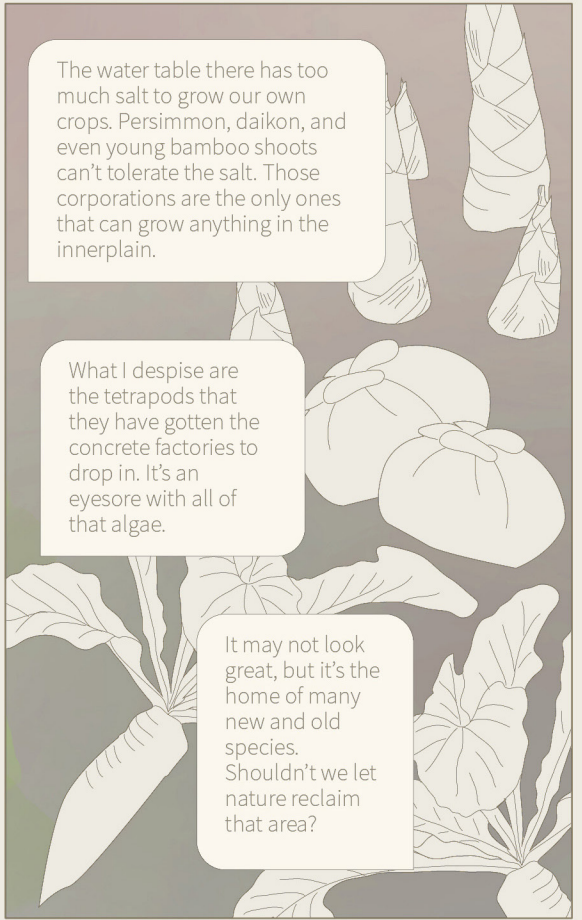 The water table there has too
much salt to grow our own
crops. Persimmon, daikon, and
even young bamboo shoots
can't tolerate the salt. Those
corporations are the only ones
that can grow anything in the
innerplain.
What I despise are
the tetrapods that
they have gotten the
concrete factories to
drop in. It's an
eyesore with all of
that algae.
It may not look
great, but it's the
home of many
new and old
species.
Shouldn't we let
nature reclaim
that area?